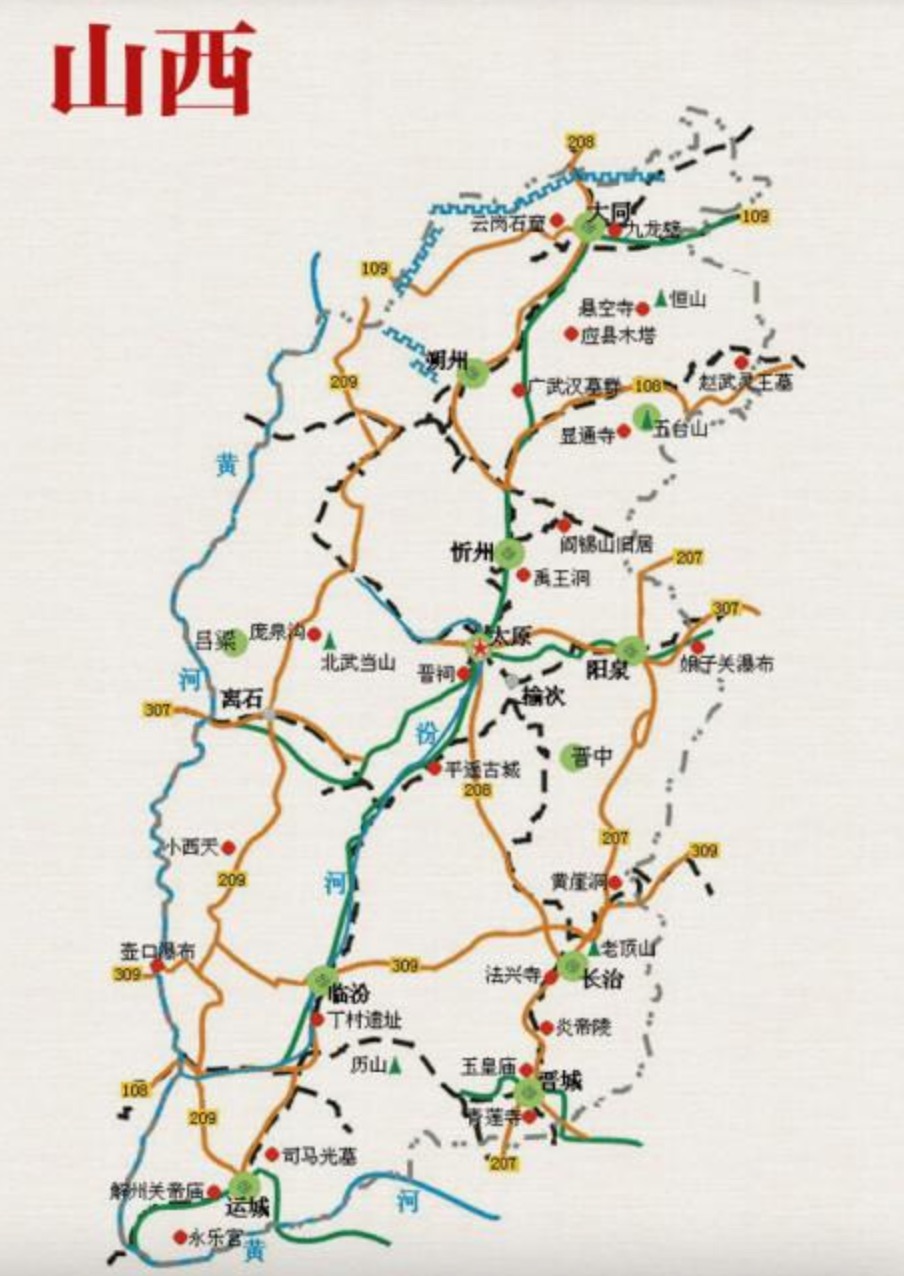 山西
208
大同
云岗石窟
九龙壁
109
109
恒山
悬空寺
应县木塔
朔州
赵武灵王墓
209
广武汉墓群
108
五台山
显通寺
黄
阎锡山旧居
忻州
207
禹王洞
307
太原
吕梁
庞泉沟
北武当山
晋祠
阳泉
娘子关瀑布
河
离石
榆次
307
汾
晋中
平遥古城
208
207
小西天
309
209
河
黄崖洞
壶口瀑布
老顶山
309
309
法兴寺
长治
临汾
丁村遗址
炎帝陵
历山
玉皇庙
晋城
108
209
青莲寺
司马光墓
207
解州关帝庙
运城
河
永乐宫
黄